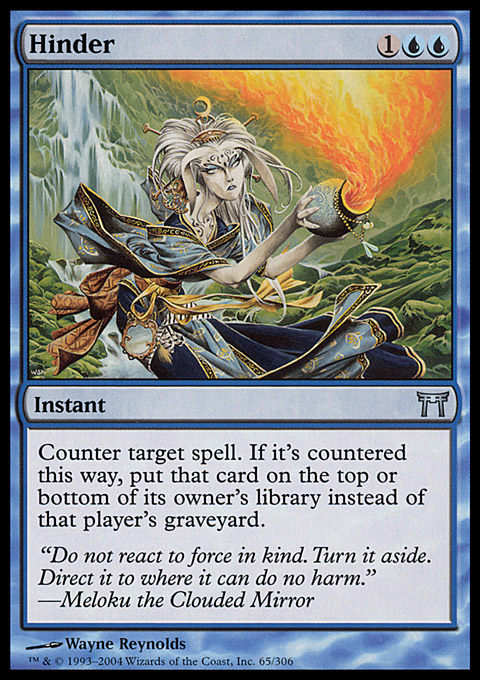 Hinder 1
Instant
Counter target spell. If it's countered
this way, put that card on the top or
bottom of its owner's library instead of
that player's graveyard.
"Do not react to force in kind. Turn it aside.
Direct it to where it can do no harm."
—Meloku the Clouded Mirror
Wayne Reynolds
™ & © 1993–2004 Wizards of the Coast, Inc. 65/306